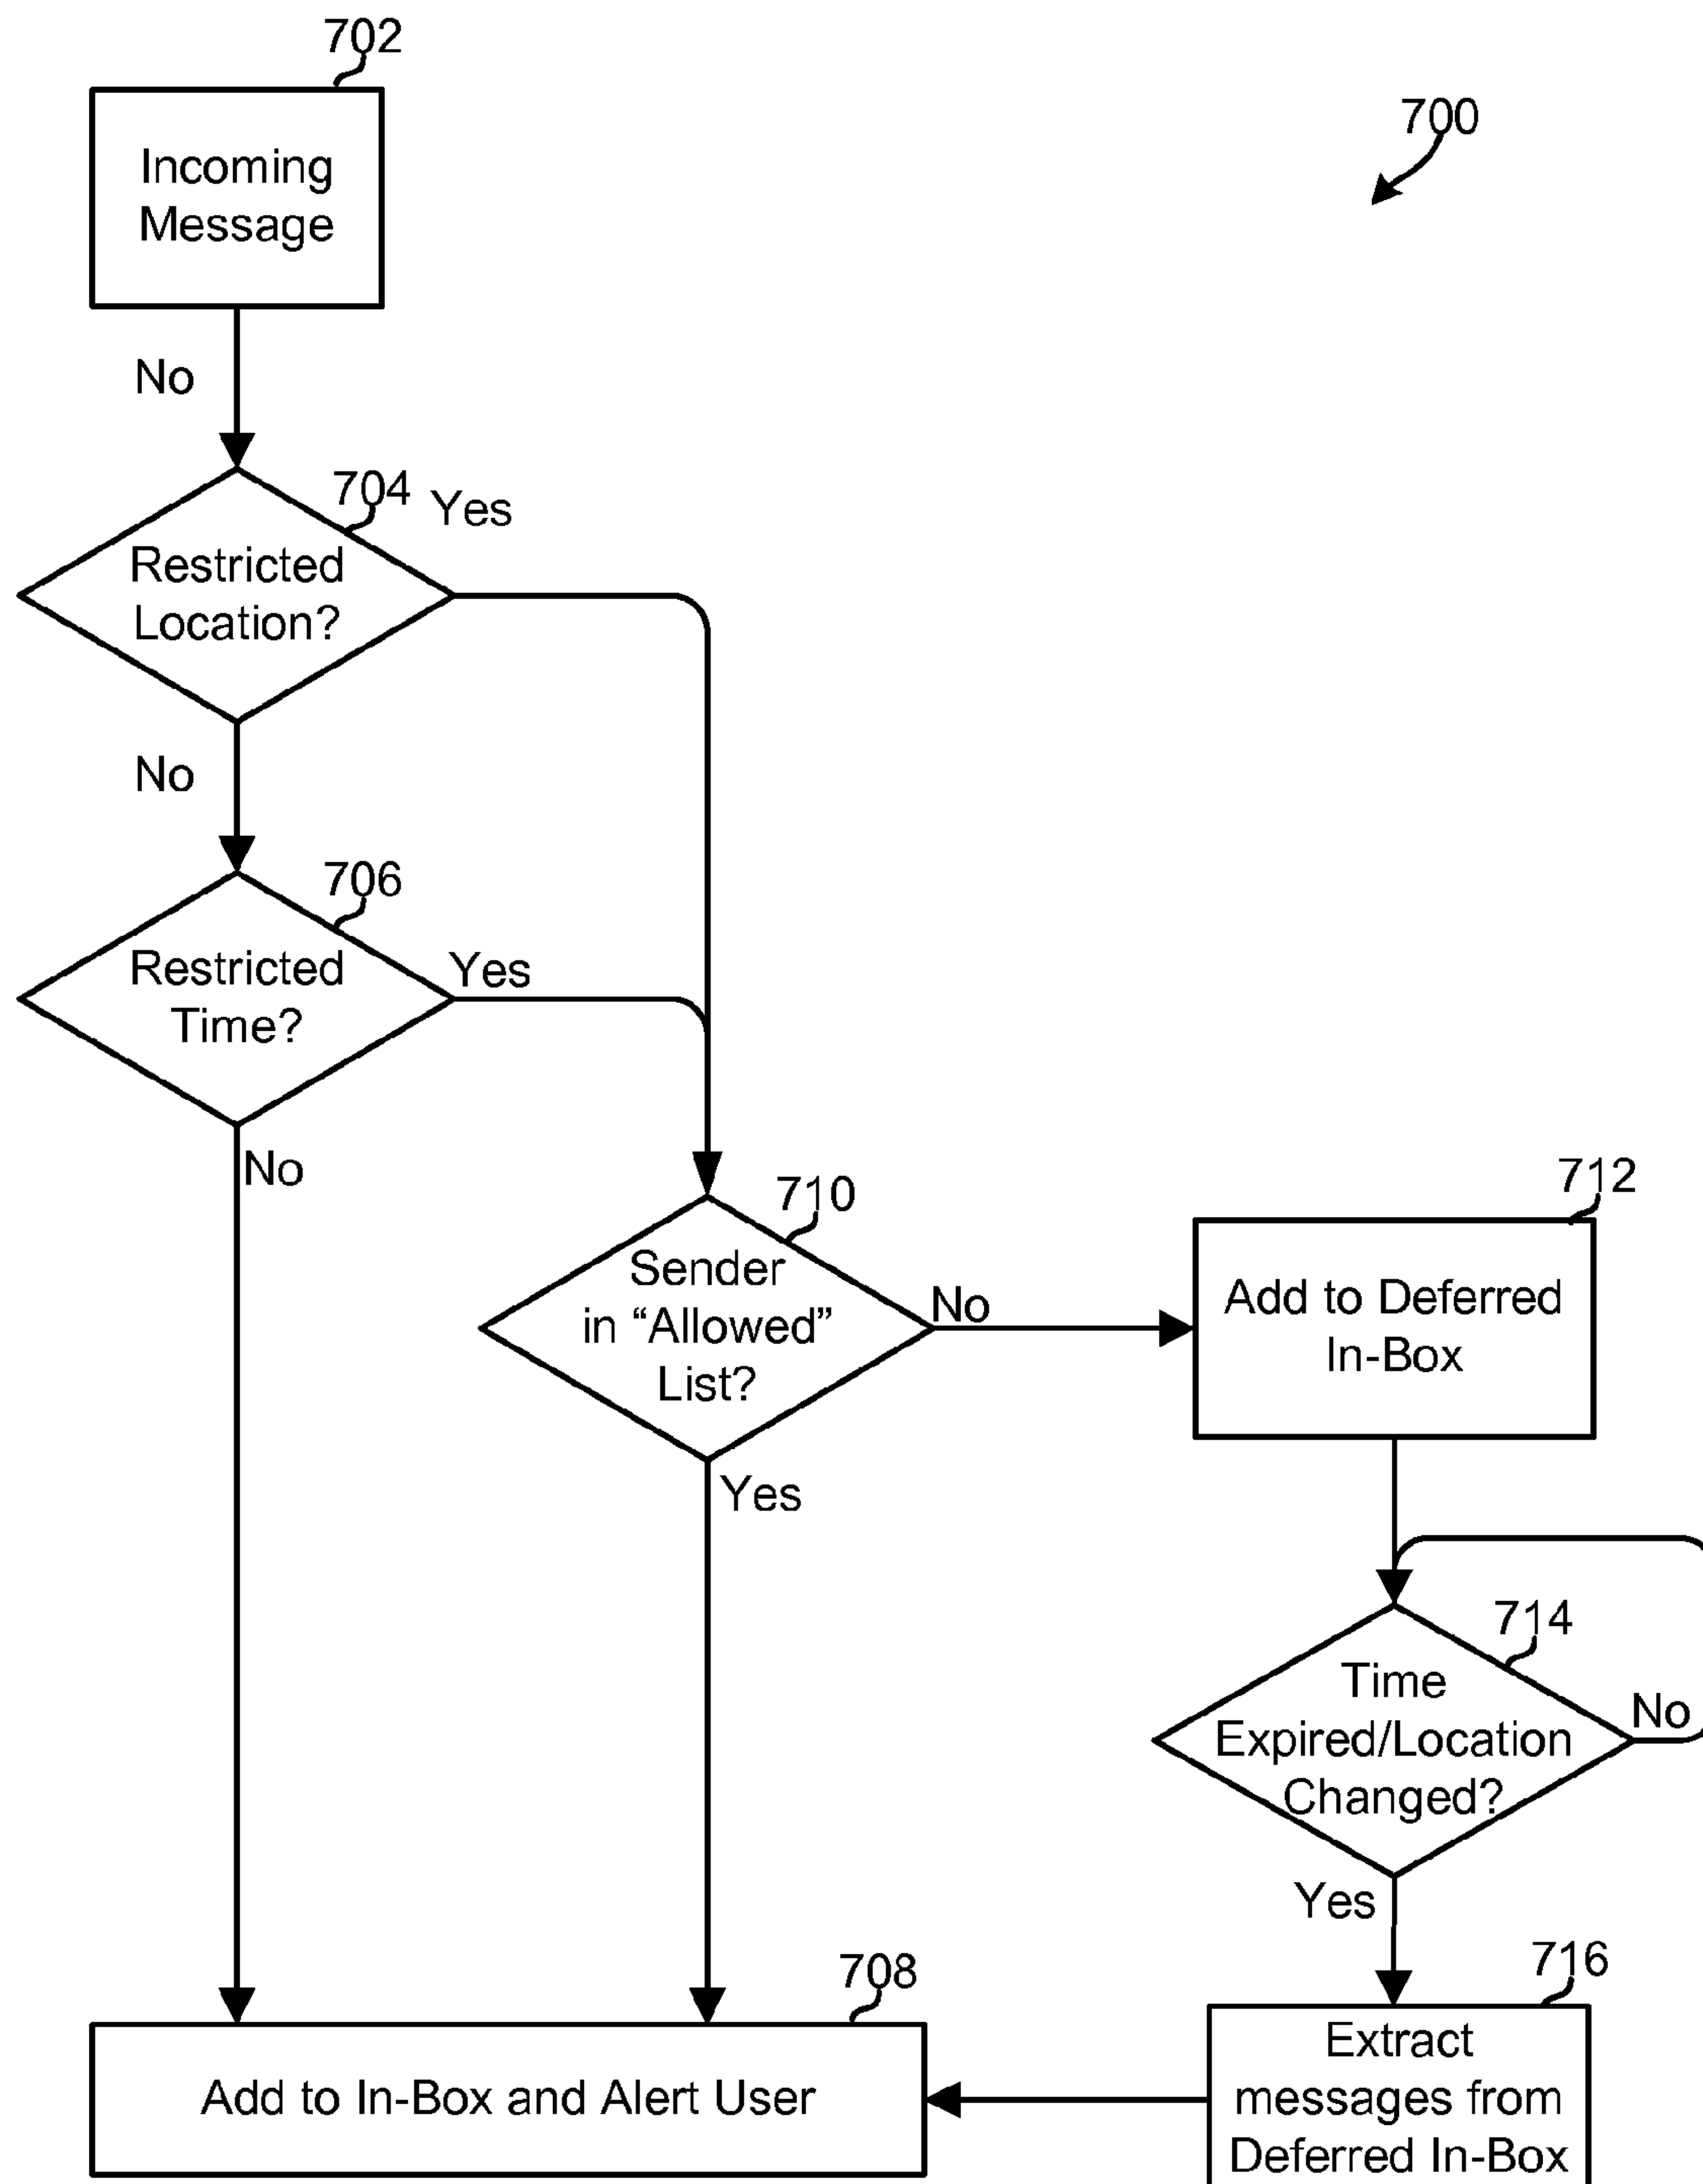 702
700
Incoming
Message
No
704
Yes
Restricted
Location?
No
706
Restricted
Time?
Yes
No
710
Sender
in “Allowed”
List?
No
712
Add to Deferred
In-Box
Yes
714
Time
Expired/Location
Changed?
No
Yes
708
Add to In-Box and Alert User
716
Extract
messages from
Deferred In-Box